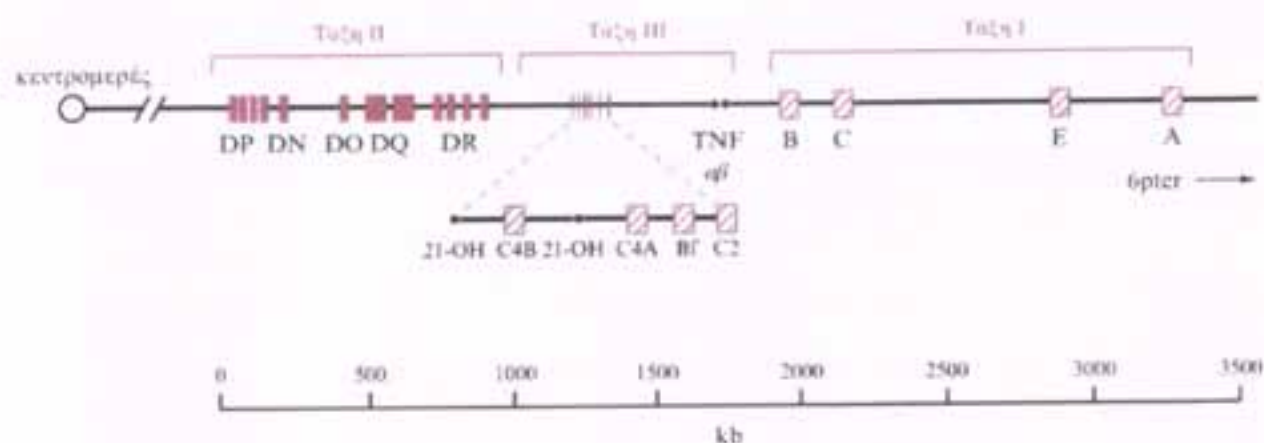 Τάξη II Τάξη III Τάξη I
κεντρομερές
DP DN DO DQ DR TNF B C E A
αβ
6pter
21-OH C4B 21-OH C4A Bf C2
0 500 1000 1500 2000 2500 3000 3500
kb